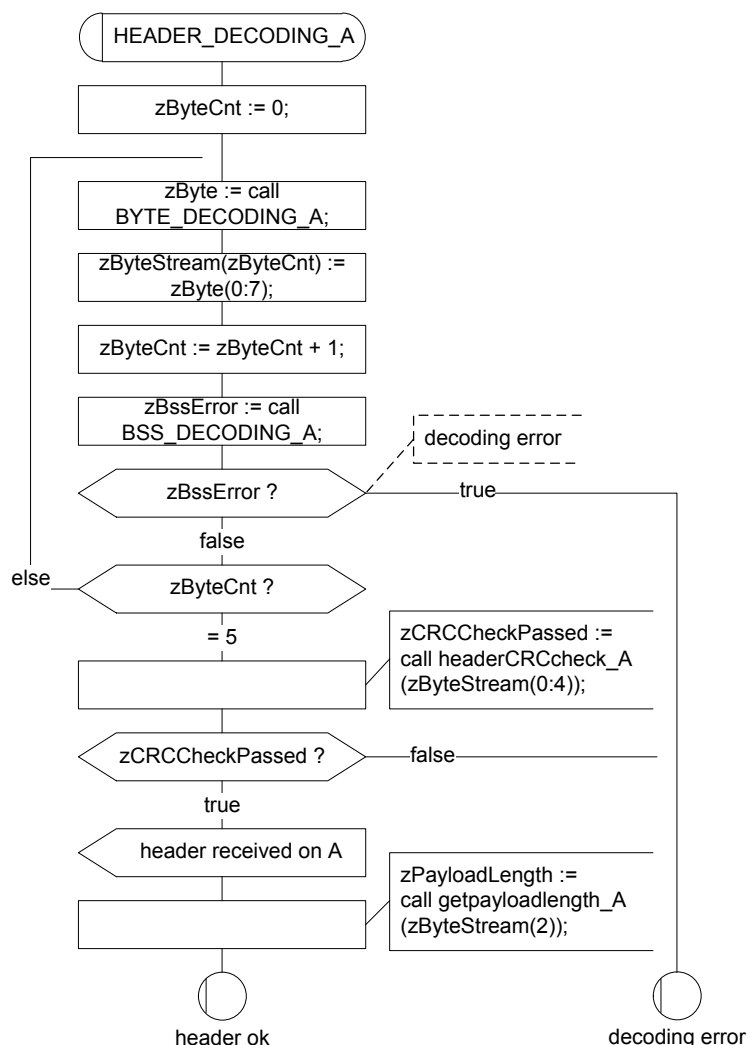 HEADER_DECODING_A
zByteCnt := 0;
zByte := call
BYTE_DECODING_A;
zByteStream(zByteCnt) :=
zByte(0:7);
zByteCnt := zByteCnt + 1;
zBssError := call
BSS_DECODING_A;
decoding error
zBssError ?
true
false
else
zByteCnt ?
= 5
zCRCCheckPassed :=
call headerCRCcheck_A
(zByteStream(0:4));
zCRCCheckPassed ?
false
true
header received on A
zPayloadLength :=
call getpayloadlength_A
(zByteStream(2));
header ok
decoding error